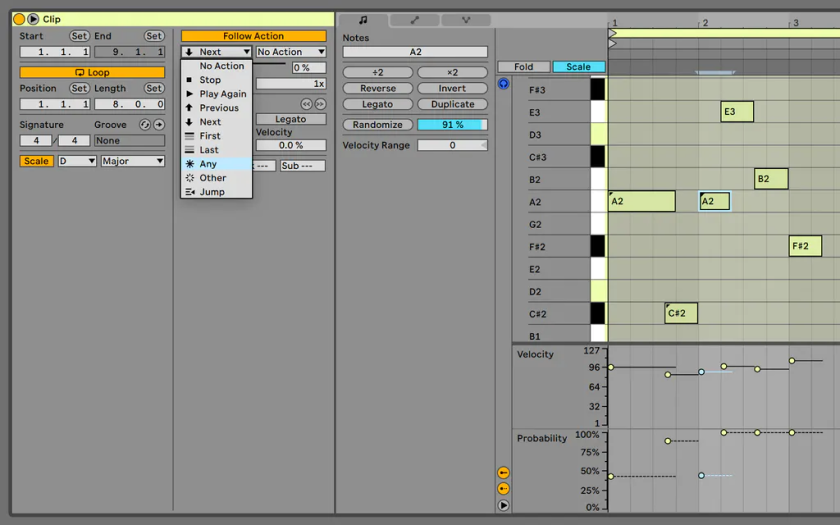 Clip
Start Set End Set
1. 1. 1 9. 1. 1
Loop
Position Set Length Set
1. 1. 1 8. 0. 0
Signature Groove
4 / 4 None
Scale D Major
Follow Action
Next No Action
No Action
Stop
Play Again
Previous
Next
First
Last
Any
Other
Jump
0 %
1x
Legato
Velocity
0.0 %
--- Sub ---
Notes
A2
÷2 ×2
Reverse Invert
Legato Duplicate
Randomize 91 %
Velocity Range 0
1 2 3
Fold Scale
F#3
E3
D3
C#3
B2
A2
G2
F#2
E2
D2
C#2
B1
E3
B2
A2 A2
F#2
C#2
Velocity
127
96
64
32
1
Probability
100%
75%
50%
25%
0%